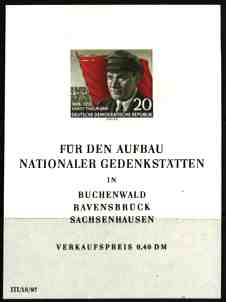 20
DEUTSCHE DEMOKRATISCHE REPUBLIK
FÜR DEN AUFBAU
NATIONALER GEDENKSTÄTTEN
IN
BUCHENWALD
RAVENSBRÜCK
SACHSENHAUSEN
VERKAUFSPREIS 0,40 DM
III/18/97